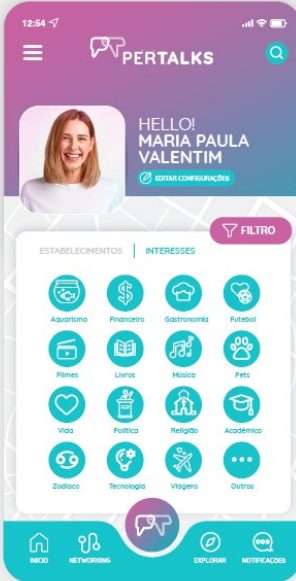 12:54
PERTALKS
HELLO!
MARIA PAULA
VALENTIM
EDITAR CONFIGURAÇÕES
FILTRO
ESTABELECIMENTOS | INTERESSES
Aquarismo Financeiro Gastronomia Futebol
Filmes Livros Música Pets
Vida Política Religião Acadêmico
Zodíaco Tecnologia Viagens Outros
INICIO NETWORKING EXPLORAR NOTIFICAÇÕES